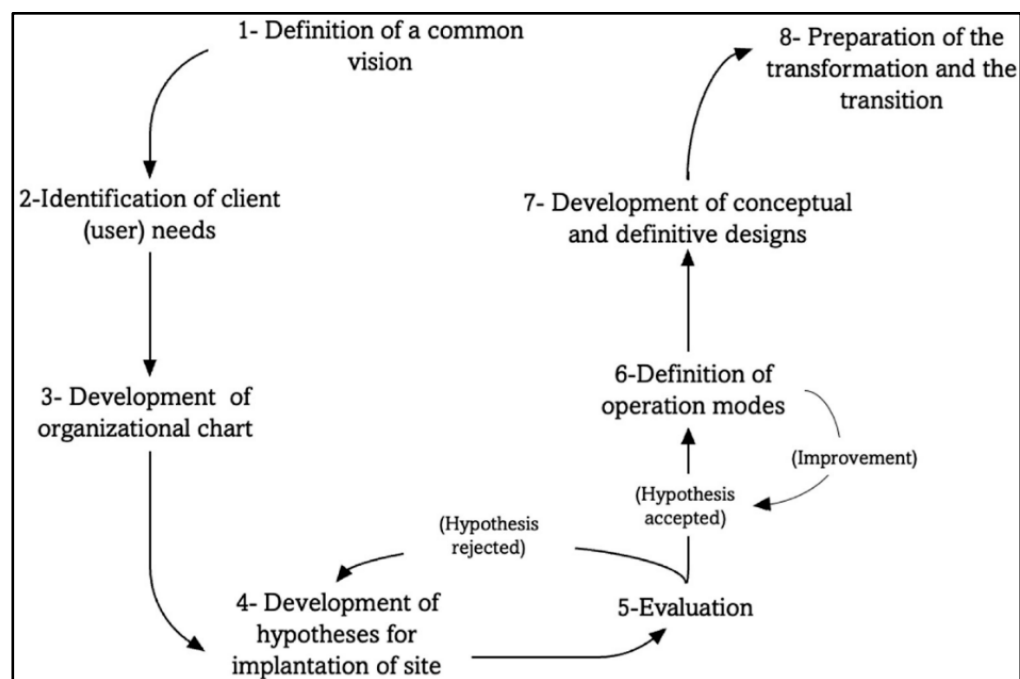 1- Definition of a common
vision
2-Identification of client
(user) needs
3- Development of
organizational chart
4- Development of
hypotheses for
implantation of site
(Hypothesis
rejected)
5-Evaluation
(Hypothesis
accepted)
(Improvement)
6-Definition of
operation modes
7- Development of conceptual
and definitive designs
8- Preparation of the
transformation and the
transition